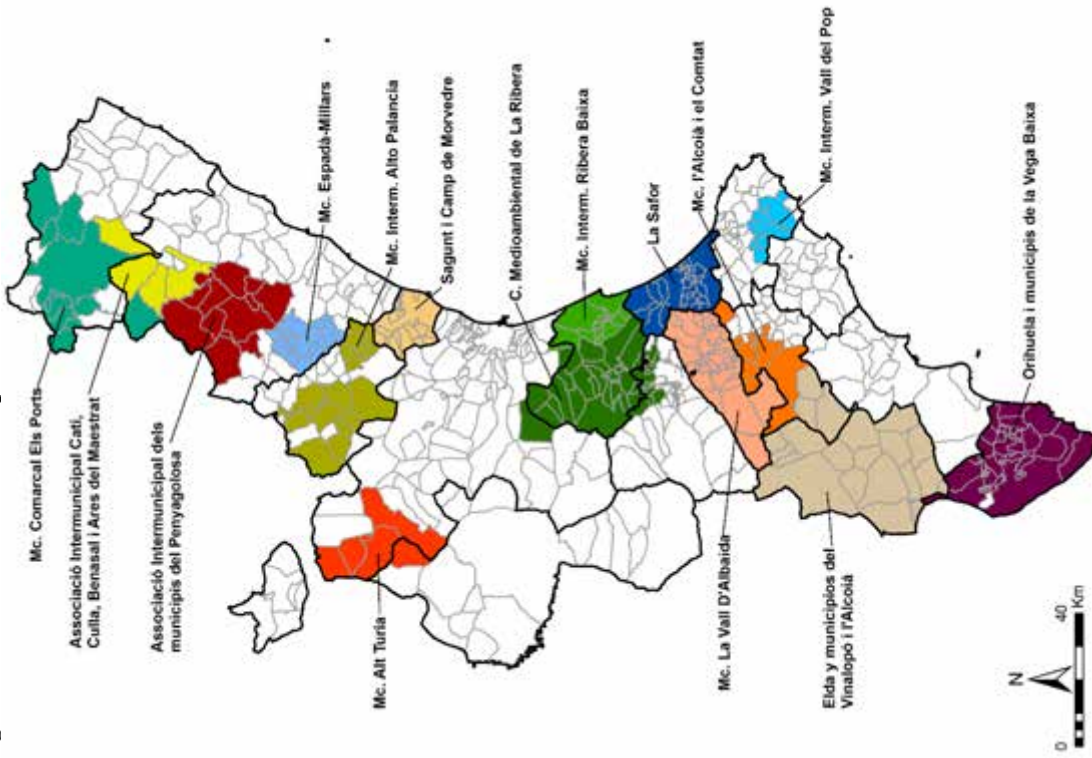 Mc. Comarcal Els Ports
Associació Intermunicipal Catí,
Culla, Benasal i Ares del Maestrat
Associació Intermunicipal dels
municipis del Penyagolosa
Mc. Espadà-Millars
Mc. Interm. Alto Palancia
Sagunt i Camp de Morvedre
Mc. Alt Turia
C. Medioambiental de La Ribera
Mc. Interm. Ribera Baixa
La Safor
Mc. l'Alcoià i el Comtat
Mc. Interm. Vall del Pop
Mc. La Vall D'Albaida
Elda y municipios del
Vinalopó i l'Alcoià
Orihuela i municipis de la Vega Baixa
N
0 40
Km